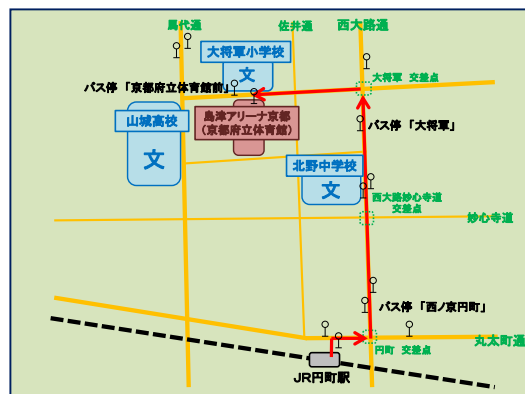 馬代通
佐井通
西大路通
大将軍小学校
文
大将軍 交差点
バス停 「京都府立体育館前」
島津アリーナ京都
(京都府立体育館)
山城高校
文
バス停 「大将軍」
北野中学校
文
西大路妙心寺道
交差点
妙心寺道
バス停 「西ノ京円町」
丸太町通
円町 交差点
JR円町駅